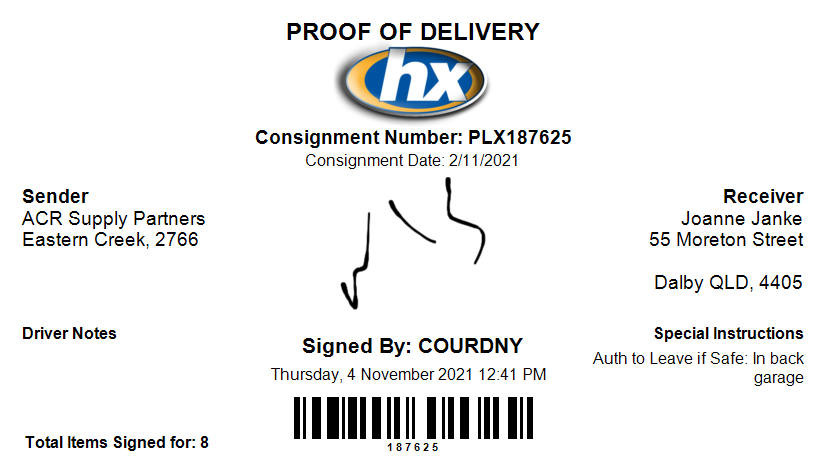 PROOF OF DELIVERY
hx
Consignment Number: PLX187625
Consignment Date: 2/11/2021
Sender
ACR Supply Partners
Eastern Creek, 2766
Receiver
Joanne Janke
55 Moreton Street
Dalby QLD, 4405
Driver Notes
Signed By: COURDNY
Thursday, 4 November 2021 12:41 PM
Special Instructions
Auth to Leave if Safe: In back
garage
187625
Total Items Signed for: 8